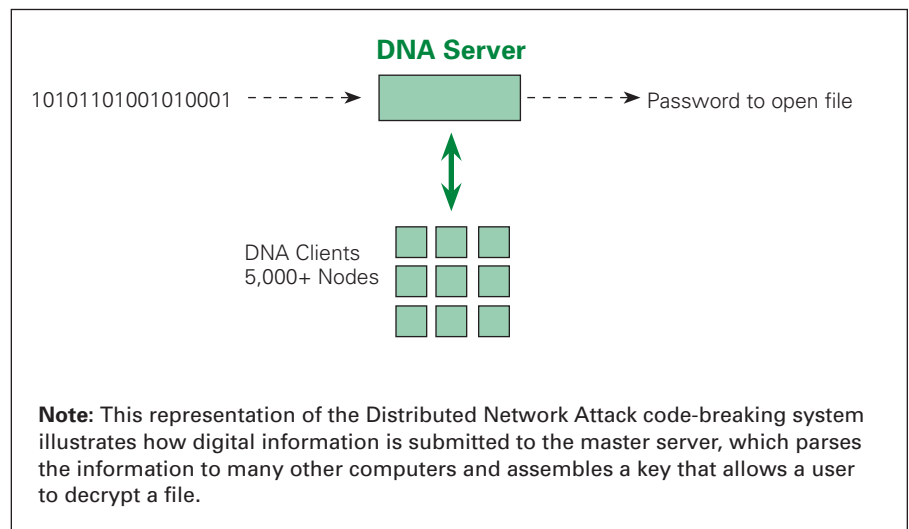 DNA Server
10101101001010001
Password to open file
DNA Clients
5,000+ Nodes
Note: This representation of the Distributed Network Attack code-breaking system
illustrates how digital information is submitted to the master server, which parses
the information to many other computers and assembles a key that allows a user
to decrypt a file.